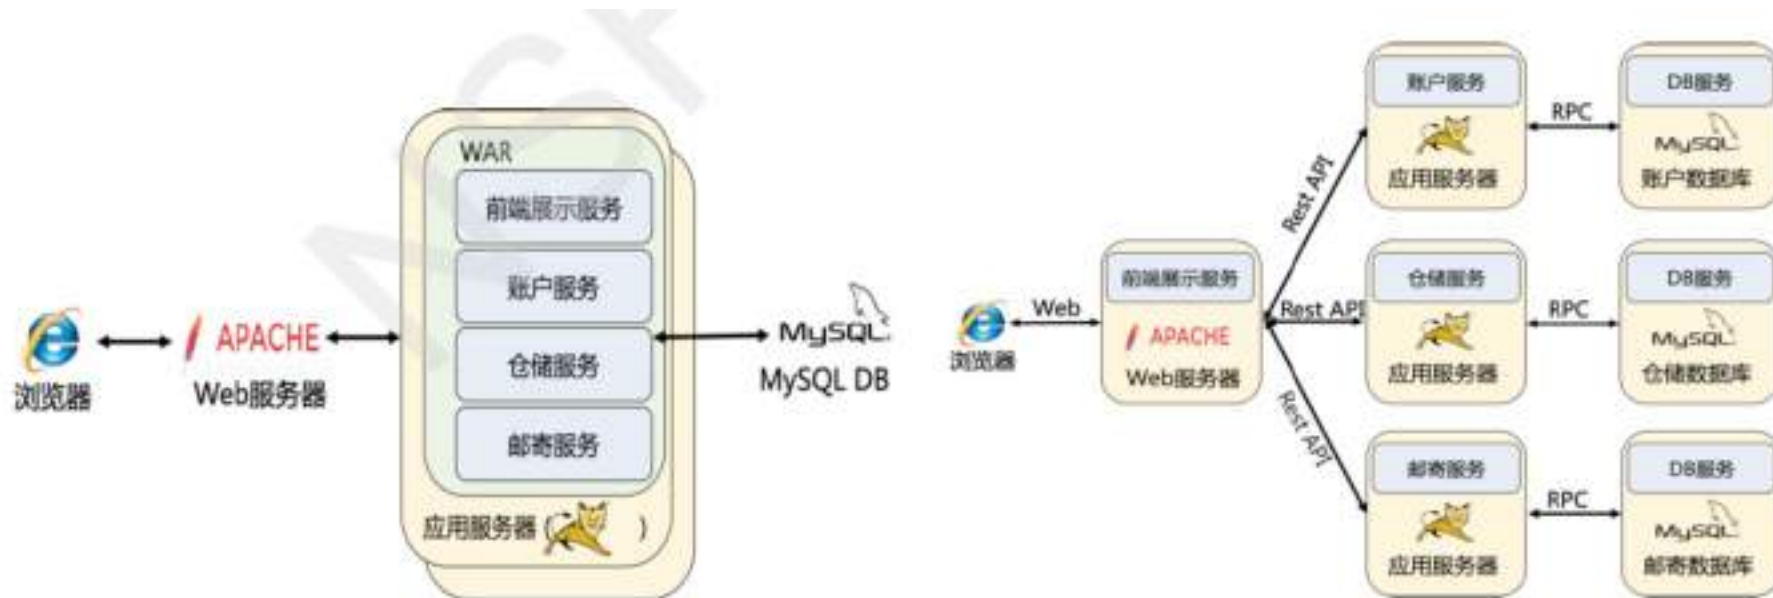 WAR
前端展示服务
账户服务
仓储服务
邮寄服务
应用服务器 ( )
浏览器
APACHE
Web服务器
MySQL
MySQL DB
浏览器
Web
前端展示服务
APACHE
Web服务器
Rest API
Rest API
Rest API
账户服务
应用服务器
RPC
DB服务
MySQL
账户数据库
仓储服务
应用服务器
RPC
DB服务
MySQL
仓储数据库
邮寄服务
应用服务器
RPC
DB服务
MySQL
邮寄数据库